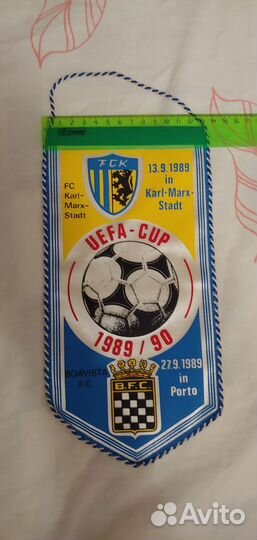 FCK
FC
Karl-
Marx-
Stadt
13.9.1989
in
Karl-Marx-
Stadt
UEFA-CUP
1989/90
BOAVISTA
F.C.
B.F.C.
27.9.1989
in
Porto
Avito